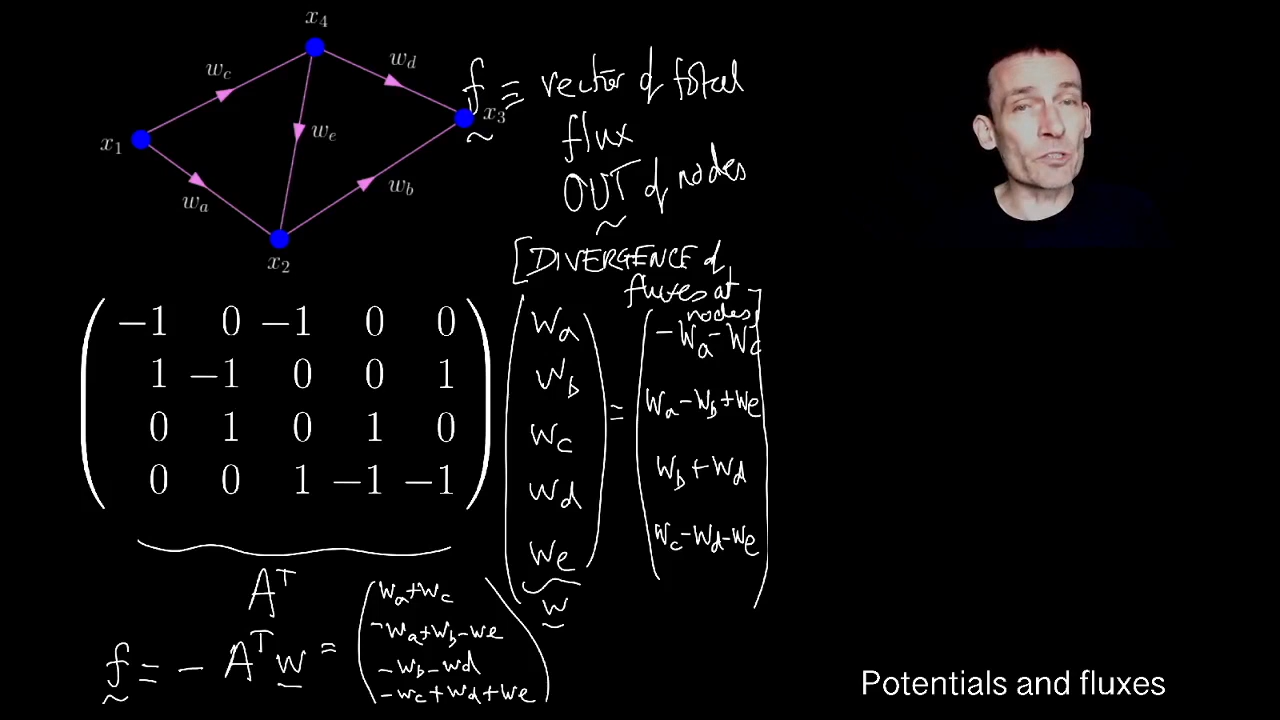 x4
wc
wd
x1
we
x3
wa
wb
x2
f ≡ vector of total
flux
OUT of nodes
[DIVERGENCE of
fluxes at
nodes]
−1 0 −1 0 0
1 −1 0 0 1
0 1 0 1 0
0 0 1 −1 −1
wa
wb
wc
wd
we
=
−wa−wc
wa−wb+we
wb+wd
wc−wd−we
A^T
w
f = − A^T w =
wa+wc
−wa+wb−we
−wb−wd
−wc+wd+we
Potentials and fluxes